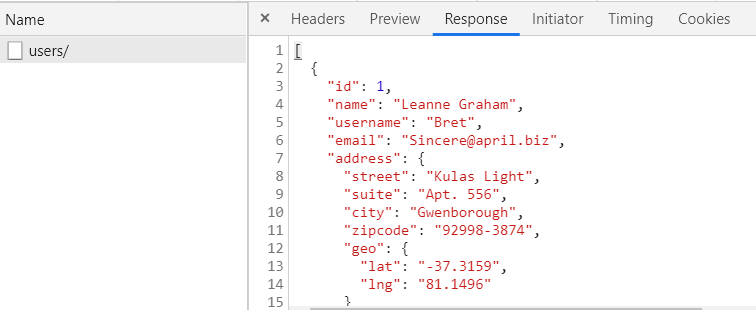 Name
× Headers Preview Response Initiator Timing Cookies
users/
1 [
2 {
3 "id": 1,
4 "name": "Leanne Graham",
5 "username": "Bret",
6 "email": "Sincere@april.biz",
7 "address": {
8 "street": "Kulas Light",
9 "suite": "Apt. 556",
10 "city": "Gwenborough",
11 "zipcode": "92998-3874",
12 "geo": {
13 "lat": "-37.3159",
14 "lng": "81.1496"
15 }